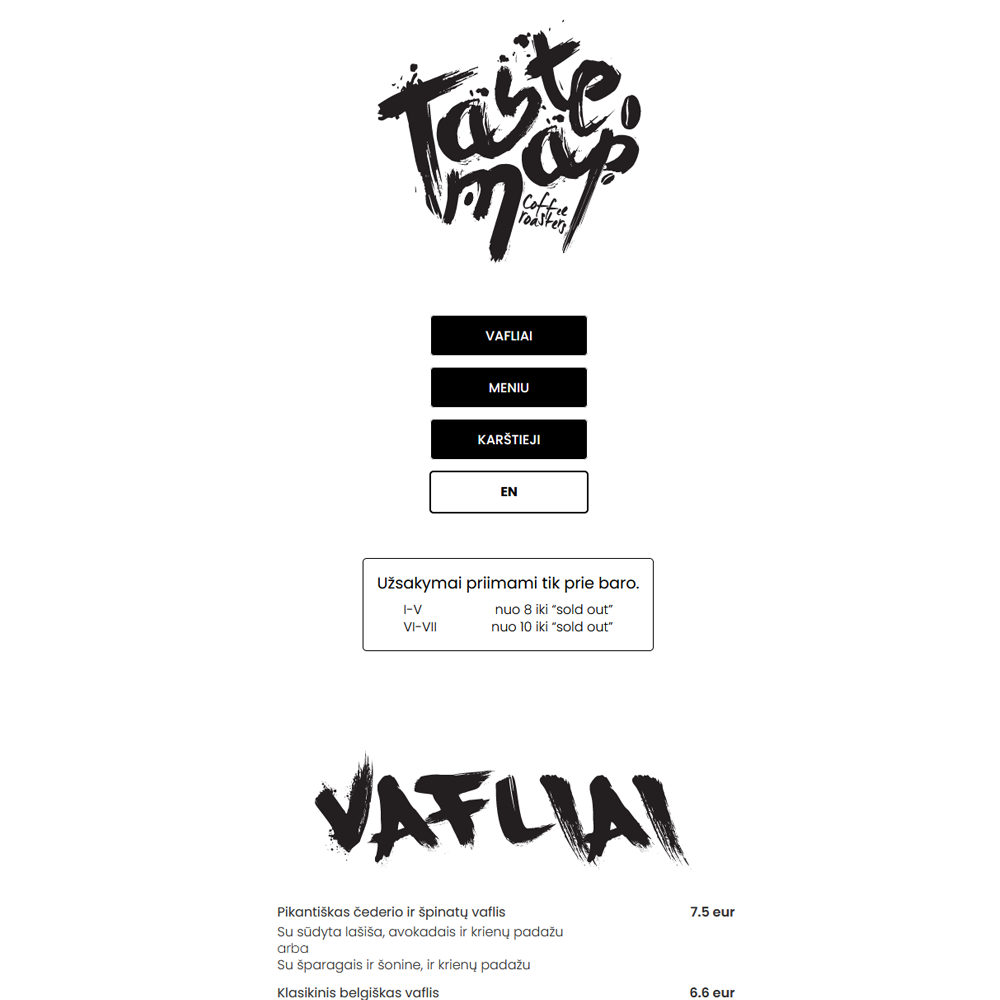 Taste
map
Coffee
roasters
VAFLIAI
MENIU
KARŠTIEJI
EN
Užsakymai priimami tik prie baro.
I-V nuo 8 iki “sold out”
VI-VII nuo 10 iki “sold out”
VAFLIAI
Pikantiškas čederio ir špinatų vaflis 7.5 eur
Su sūdyta lašiša, avokadais ir krienų padažu
arba
Su šparagais ir šonine, ir krienų padažu
Klasikinis belgiškas vaflis 6.6 eur